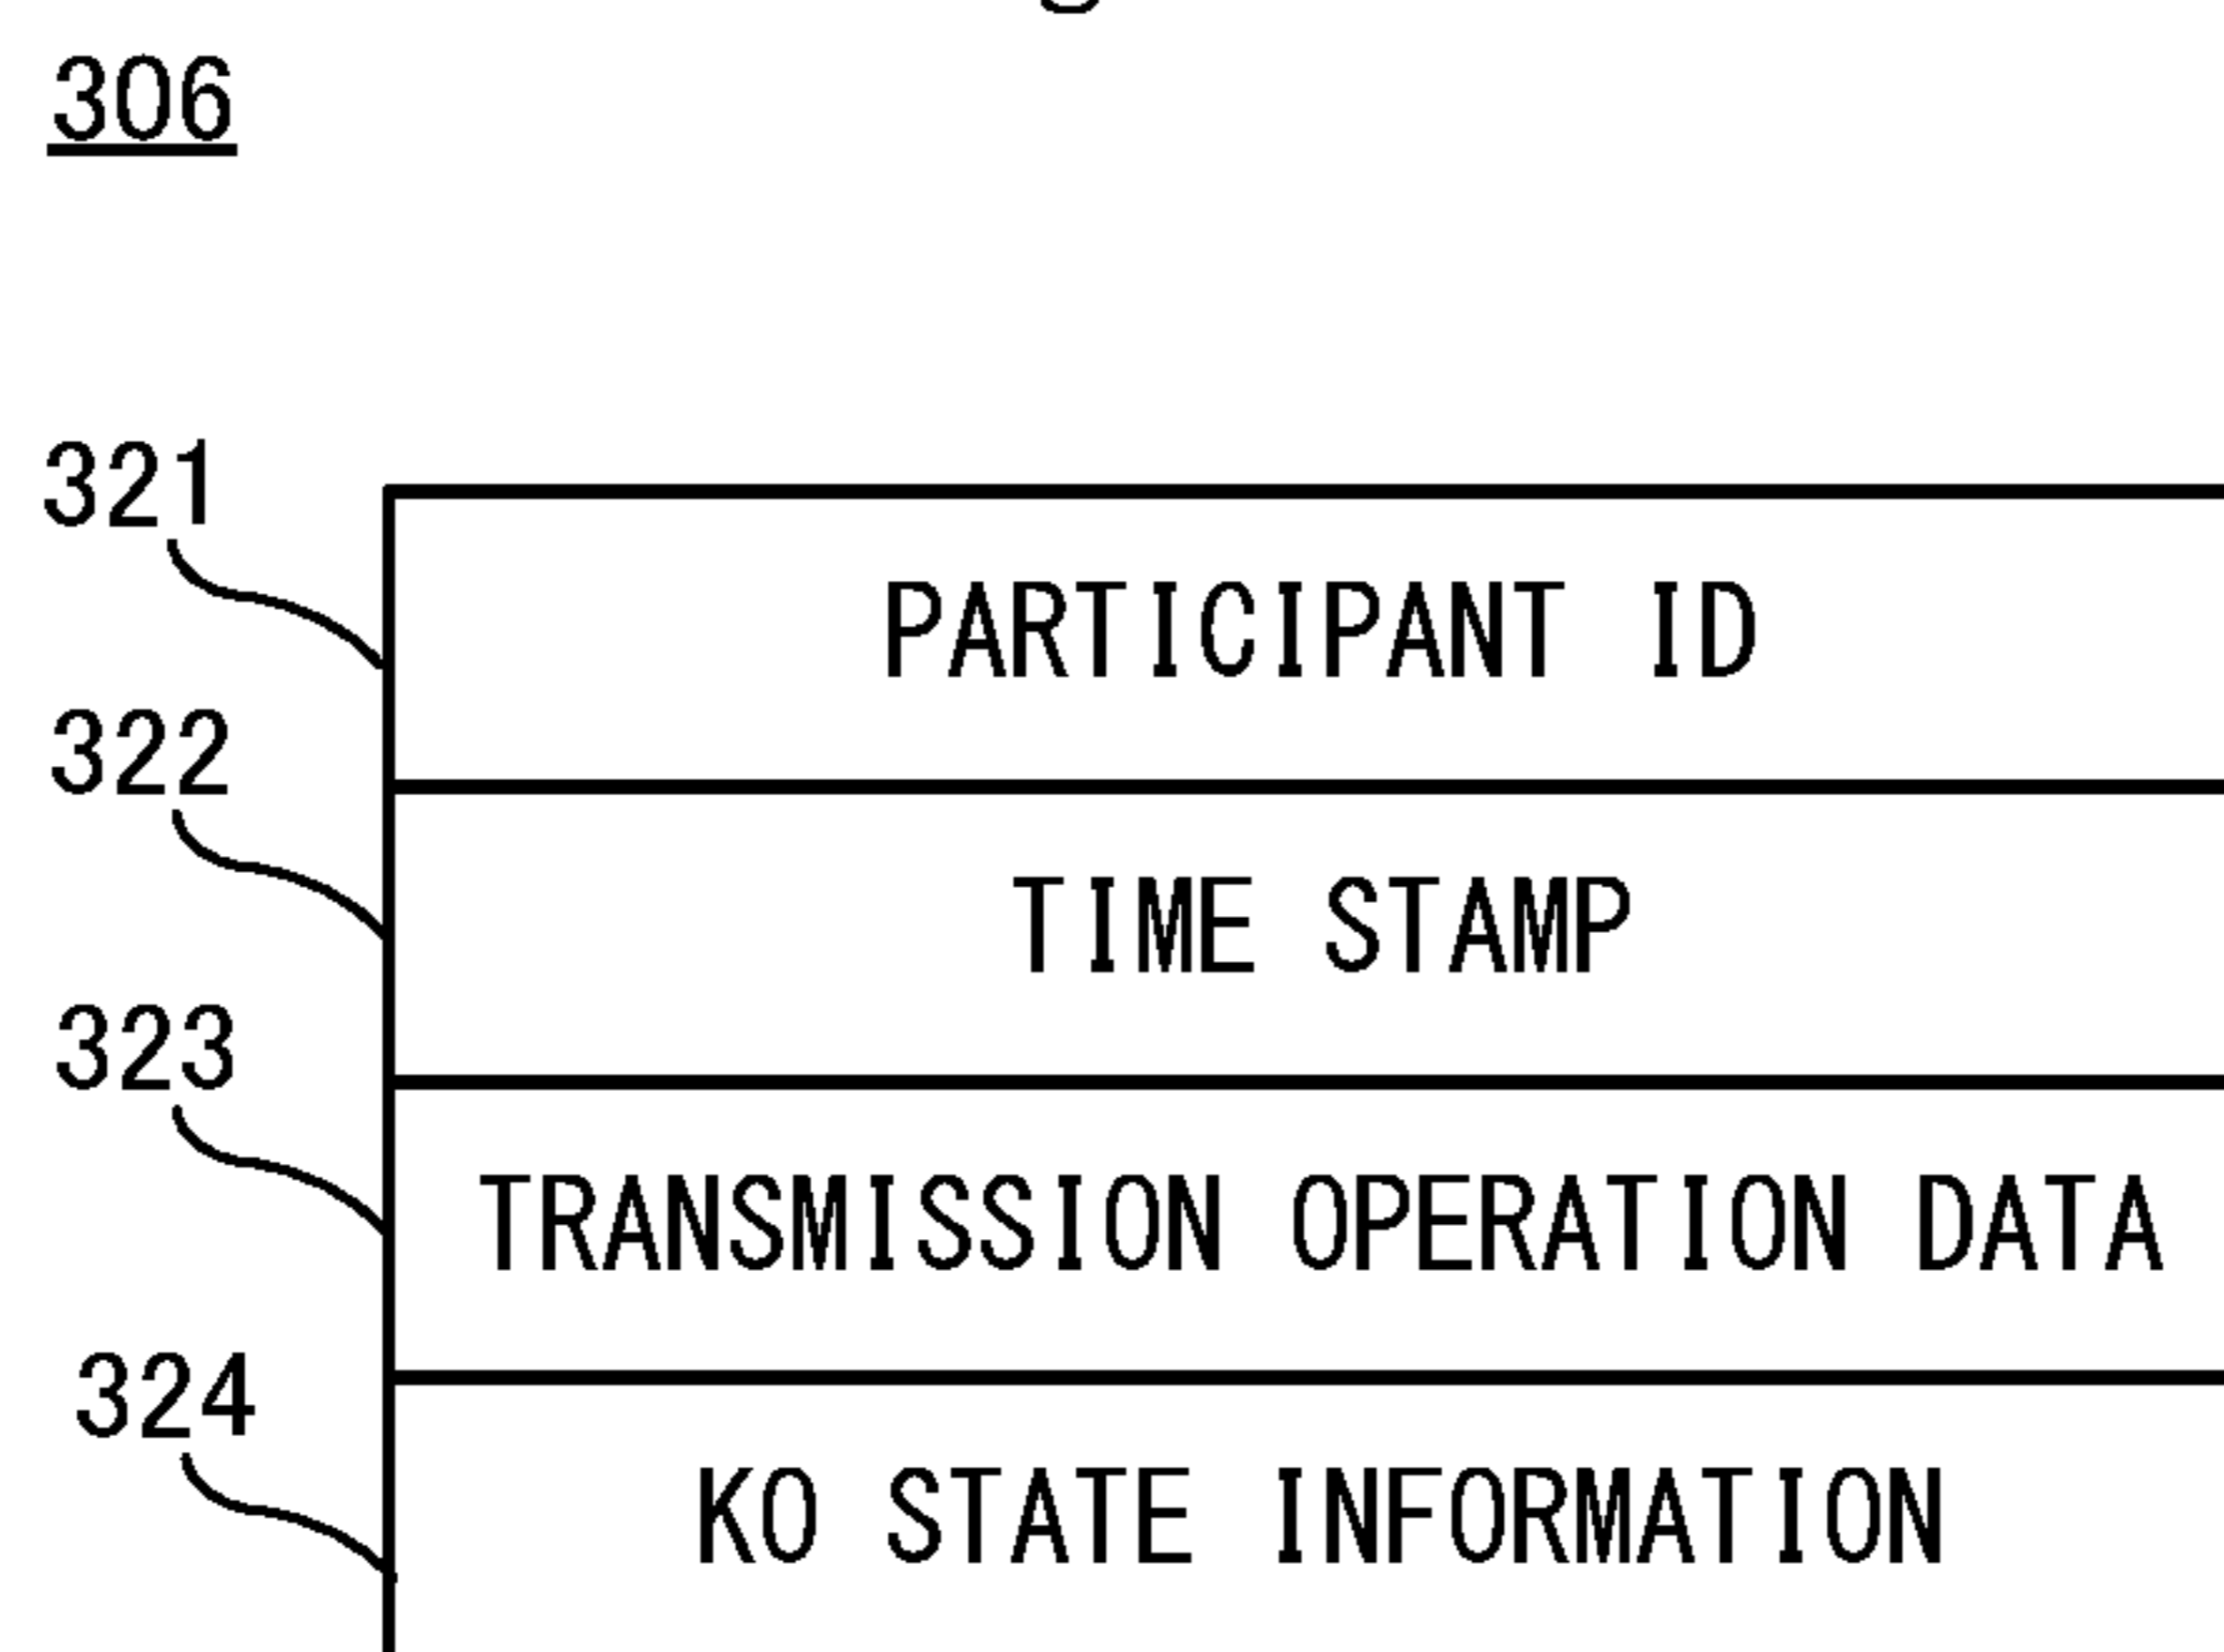 306
321
PARTICIPANT ID
322
TIME STAMP
323
TRANSMISSION OPERATION DATA
324
KO STATE INFORMATION